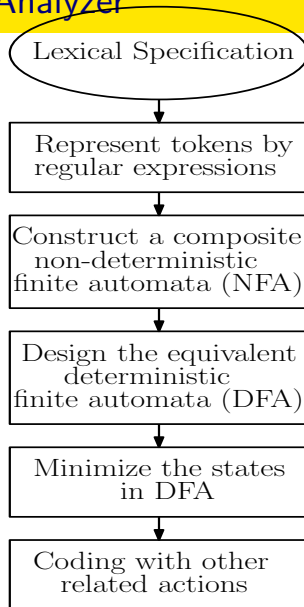 Analyzer
Lexical Specification
Represent tokens by
regular expressions
Construct a composite
non-deterministic
finite automata (NFA)
Design the equivalent
deterministic
finite automata (DFA)
Minimize the states
in DFA
Coding with other
related actions